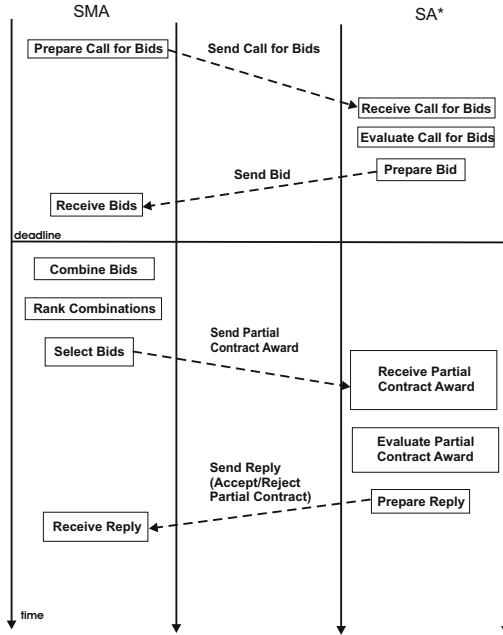 SMA
SA*
Prepare Call for Bids
Send Call for Bids
Receive Call for Bids
Evaluate Call for Bids
Prepare Bid
Send Bid
Receive Bids
deadline
Combine Bids
Rank Combinations
Select Bids
Send Partial
Contract Award
Receive Partial
Contract Award
Evaluate Partial
Contract Award
Send Reply
(Accept/Reject
Partial Contract)
Prepare Reply
Receive Reply
time